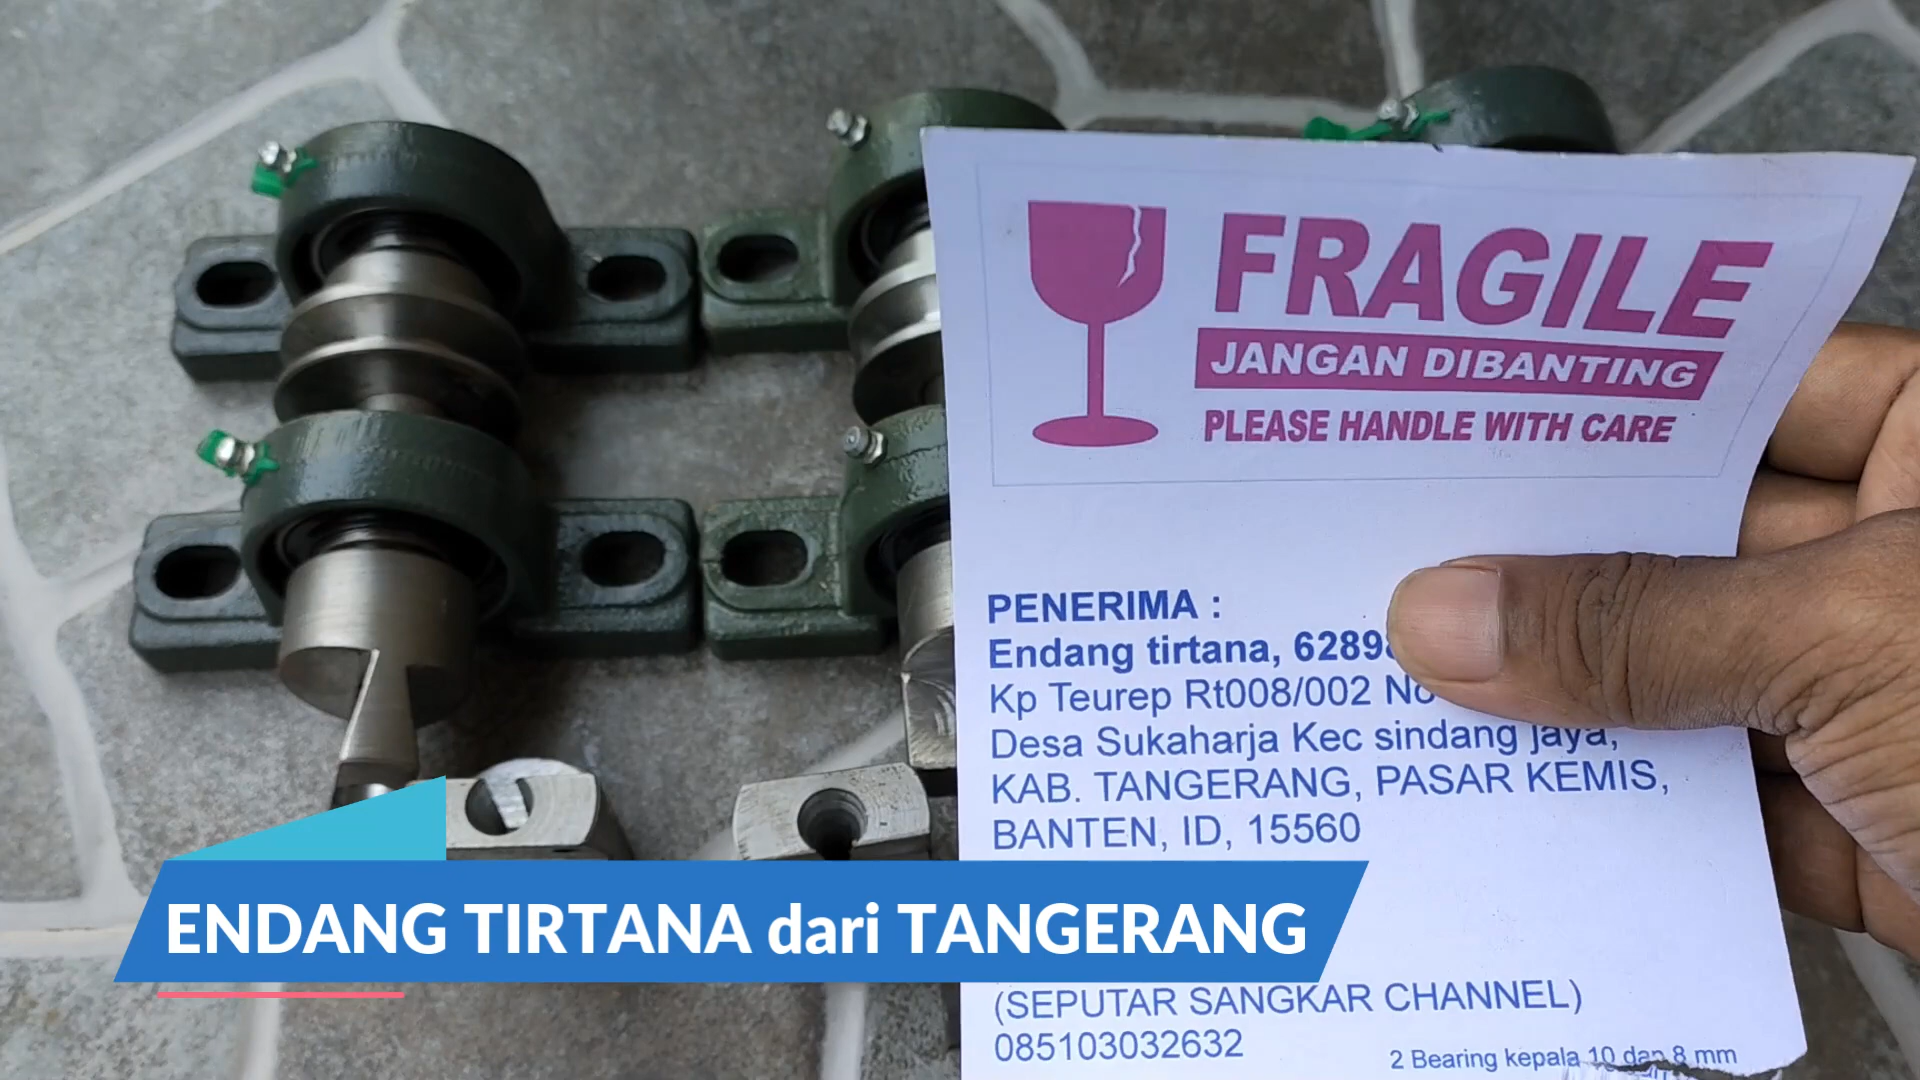 FRAGILE
JANGAN DIBANTING
PLEASE HANDLE WITH CARE
PENERIMA :
Endang tirtana, 6289
Kp Teurep Rt008/002 No
Desa Sukaharja Kec sindang jaya,
KAB. TANGERANG, PASAR KEMIS,
BANTEN, ID, 15560
ENDANG TIRTANA dari TANGERANG
(SEPUTAR SANGKAR CHANNEL)
085103032632
2 Bearing kepala 10 dan 8 mm